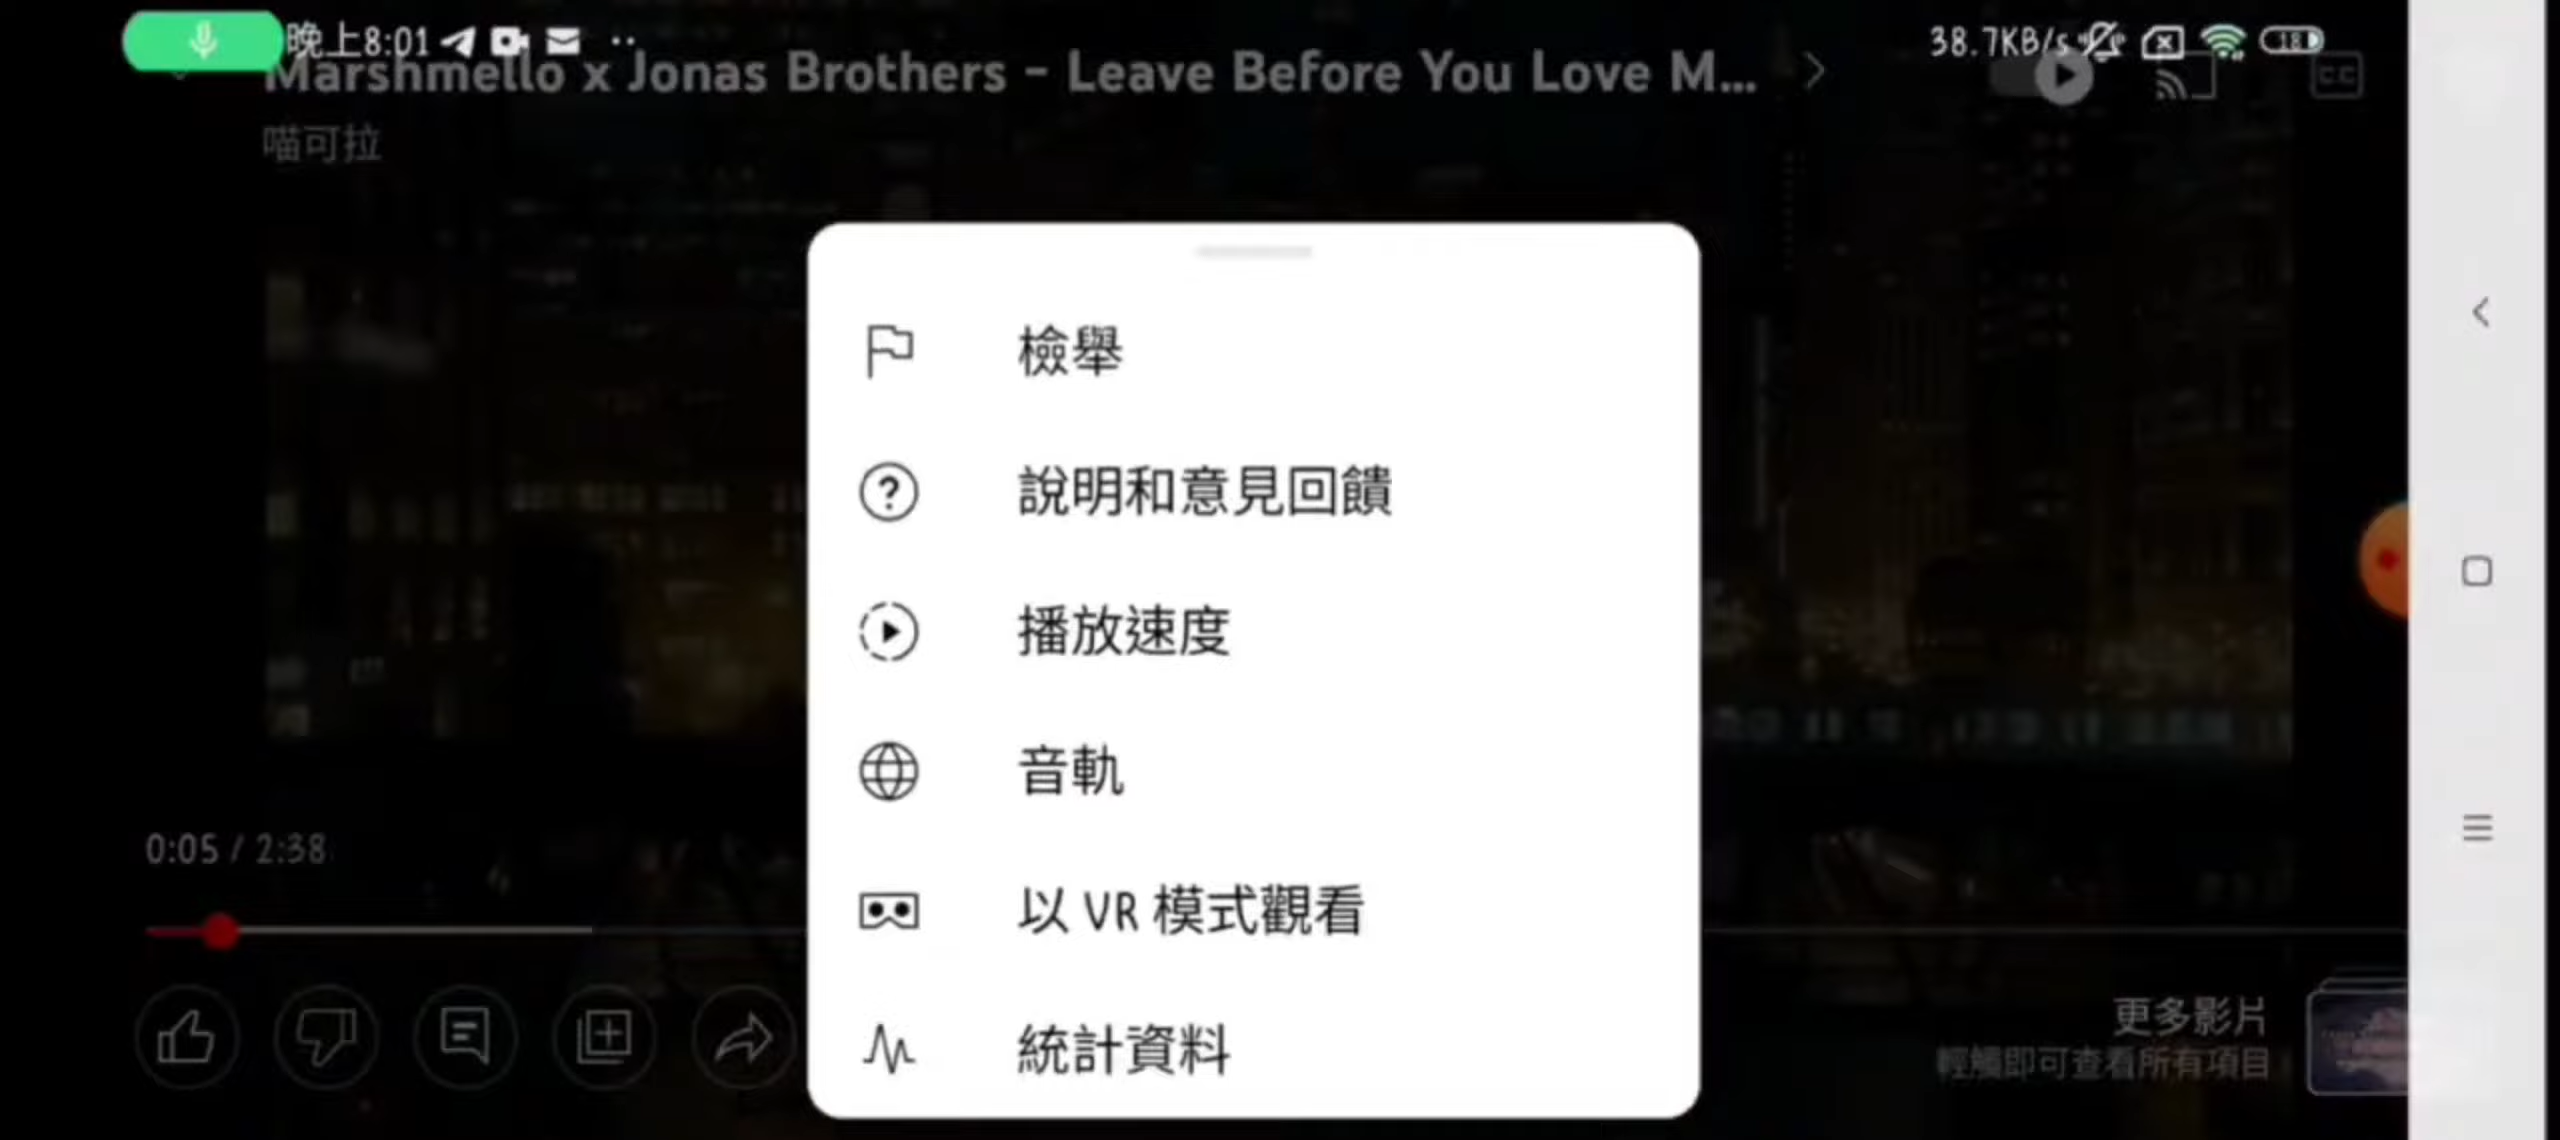 晚上8:01
38.7KB/s
18
Marshmello x Jonas Brothers - Leave Before You Love M...
CC
喵可拉
檢舉
說明和意見回饋
播放速度
音軌
以 VR 模式觀看
統計資料
0:05 / 2:38
更多影片
輕觸即可查看所有項目